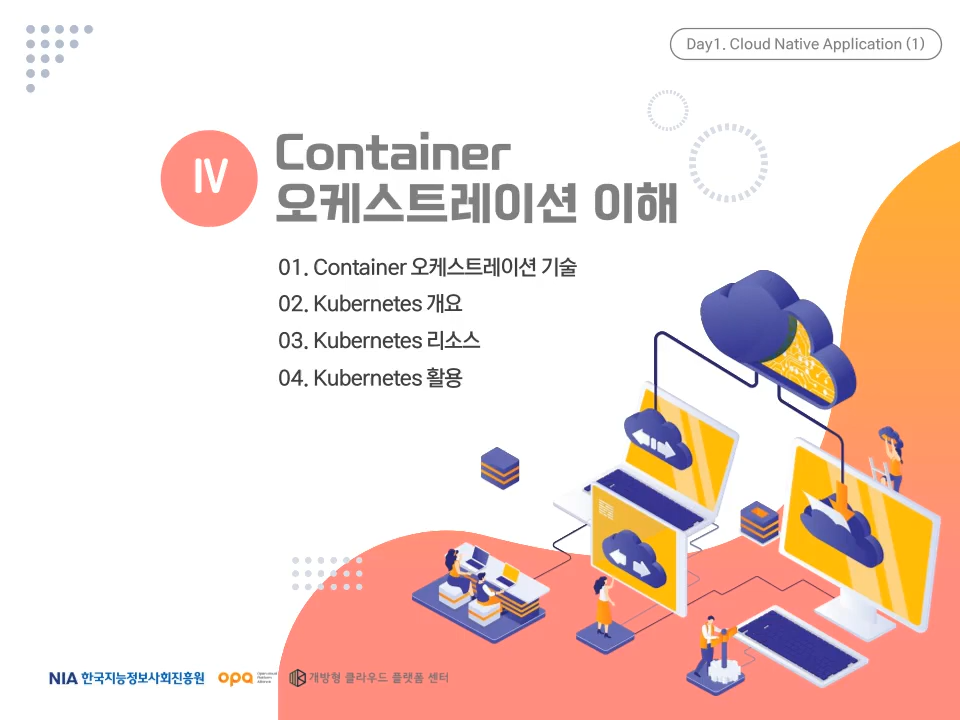 Day1. Cloud Native Application (1)
IV
Container
오케스트레이션 이해
01. Container 오케스트레이션 기술
02. Kubernetes 개요
03. Kubernetes 리소스
04. Kubernetes 활용
NIA 한국지능정보사회진흥원
opa
개방형 클라우드 플랫폼 센터